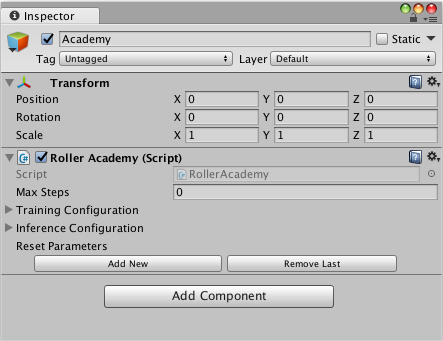 Inspector
Academy Static
Tag Untagged Layer Default
Transform
Position X 0 Y 0 Z 0
Rotation X 0 Y 0 Z 0
Scale X 1 Y 1 Z 1
C# Roller Academy (Script)
Script RollerAcademy
Max Steps 0
Training Configuration
Inference Configuration
Reset Parameters
Add New Remove Last
Add Component